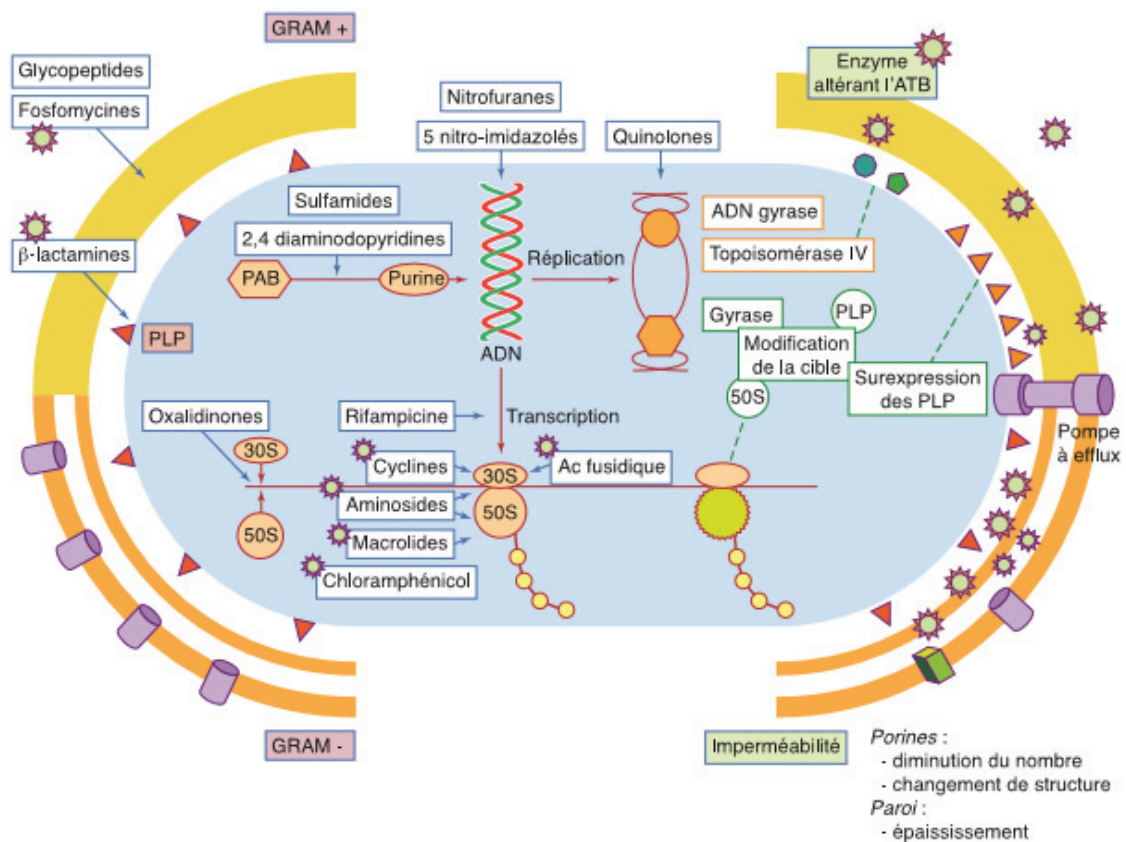 GRAM +
Glycopeptides
Fosfomycines
β-lactamines
PLP
Nitrofuranes
5 nitro-imidazolés
Quinolones
Enzyme
altérant l'ATB
Sulfamides
2,4 diaminodopyridines
PAB
Purine
Réplication
ADN
ADN gyrase
Topoisomérase IV
Gyrase
PLP
Modification
de la cible
50S
Surexpression
des PLP
Pompe
à efflux
Oxalidinones
30S
50S
Rifampicine
Transcription
Cyclines
30S
Ac fusidique
Aminosides
50S
Macrolides
Chloramphénicol
GRAM -
Imperméabilité
Porines :
- diminution du nombre
- changement de structure
Paroi :
- épaississement